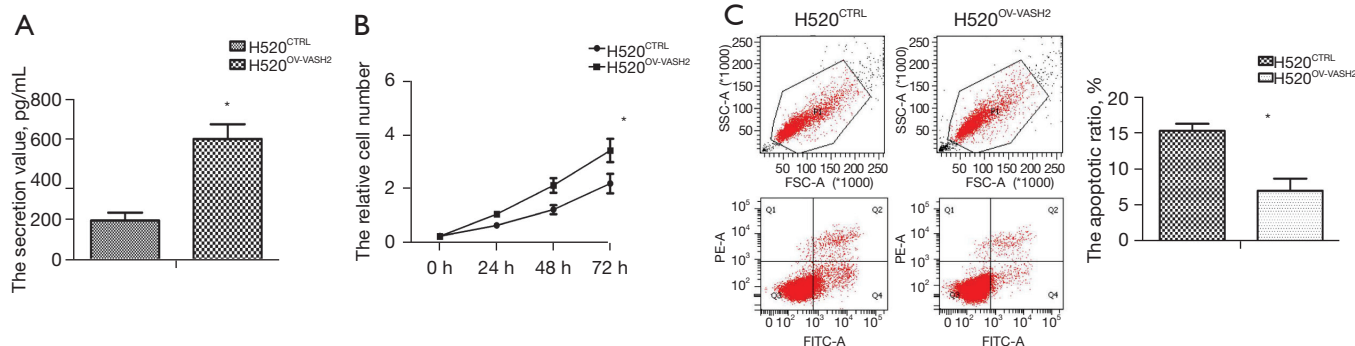 A
H520CTRL
H520OV-VASH2
*
The secretion value, pg/mL
800
600
400
200
0
B
H520CTRL
H520OV-VASH2
*
The relative cell number
6
4
2
0
0 h
24 h
48 h
72 h
C
H520CTRL
H520OV-VASH2
SSC-A (*1000)
250
200
150
100
50
P1
50 100 150 200 250
FSC-A (*1000)
SSC-A (*1000)
250
200
150
100
50
P1
50 100 150 200 250
FSC-A (*1000)
PE-A
10^5
10^4
10^3
10^2
Q1
Q2
Q3
Q4
0 10^2 10^3 10^4 10^5
FITC-A
PE-A
10^5
10^4
10^3
10^2
Q1
Q2
Q3
Q4
0 10^2 10^3 10^4 10^5
FITC-A
H520CTRL
H520OV-VASH2
*
The apoptotic ratio, %
20
15
10
5
0